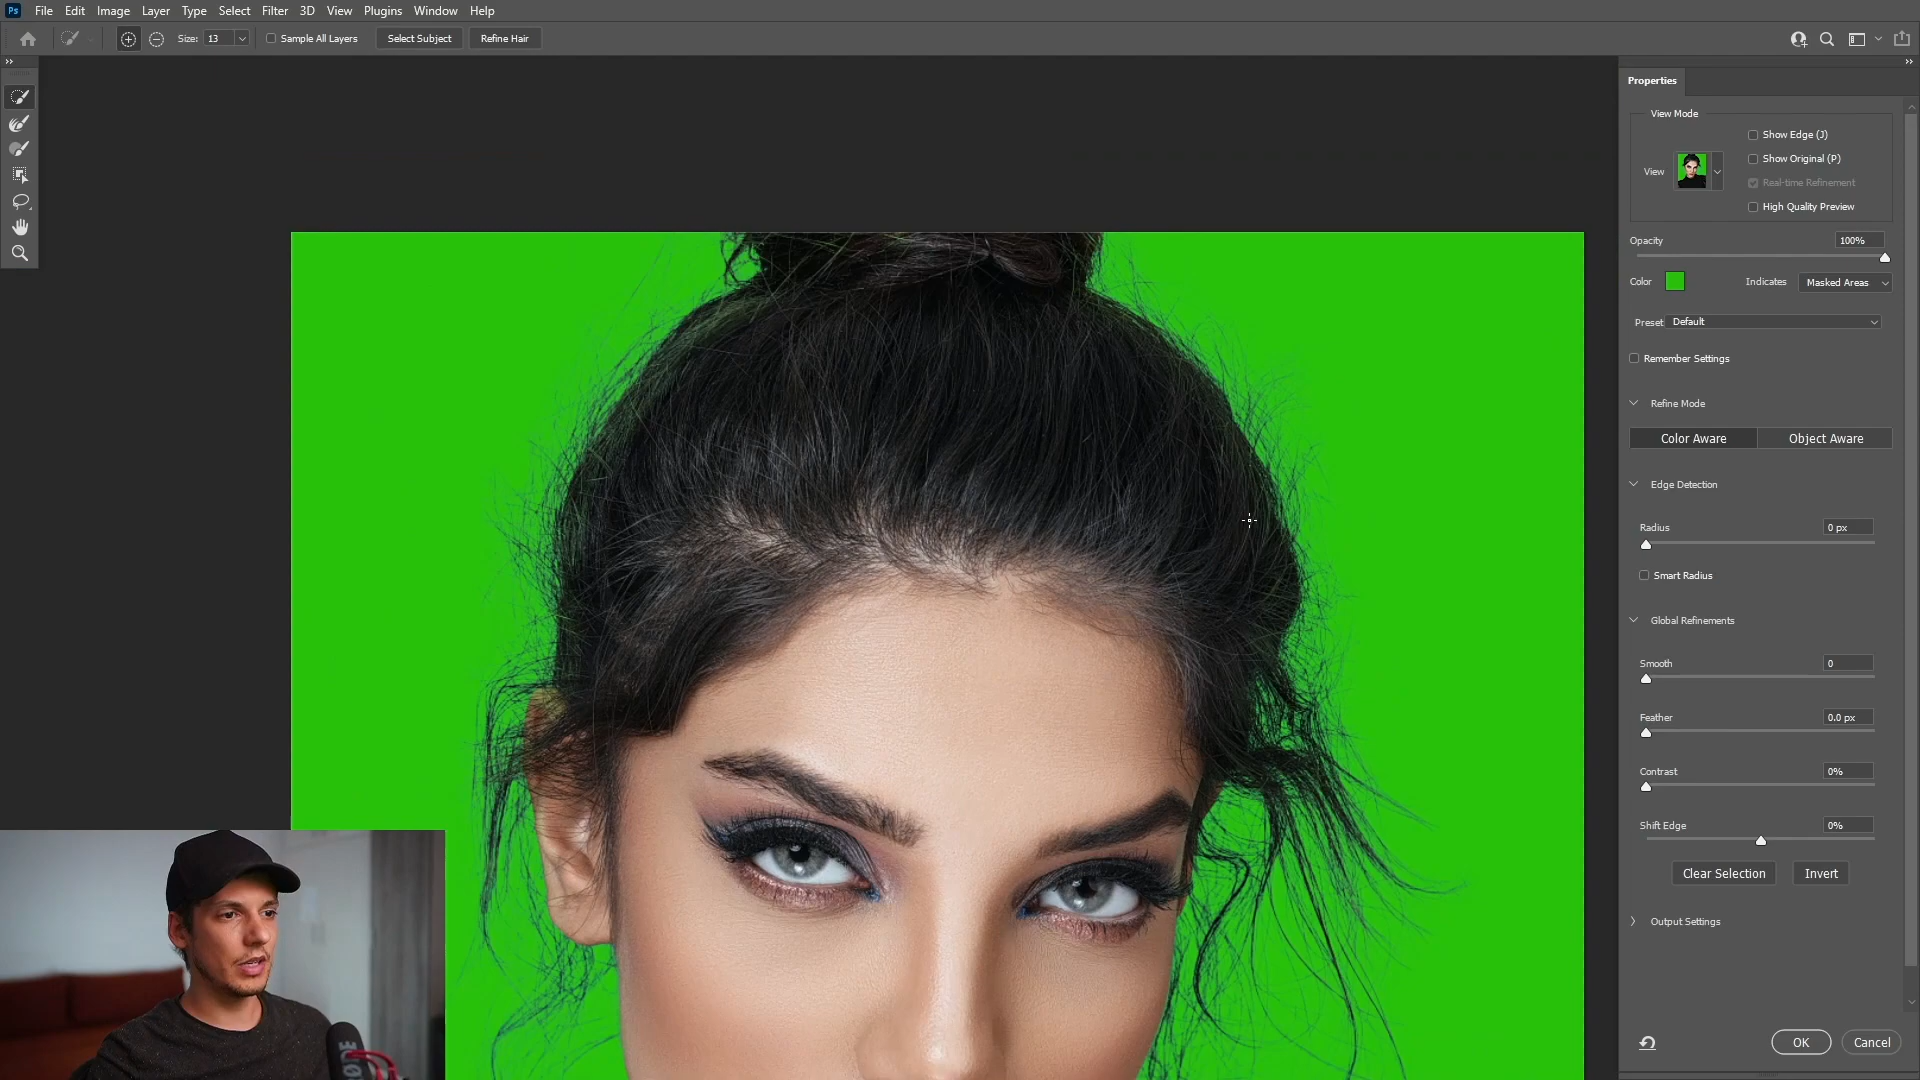 Ps File Edit Image Layer Type Select Filter 3D View Plugins Window Help
Size: 13 Sample All Layers Select Subject Refine Hair
Properties
View Mode
Show Edge (J)
Show Original (P)
View
Real-time Refinement
High Quality Preview
Opacity 100%
Color Indicates Masked Areas
Preset Default
Remember Settings
Refine Mode
Color Aware Object Aware
Edge Detection
Radius 0 px
Smart Radius
Global Refinements
Smooth 0
Feather 0.0 px
Contrast 0%
Shift Edge 0%
Clear Selection Invert
Output Settings
OK Cancel